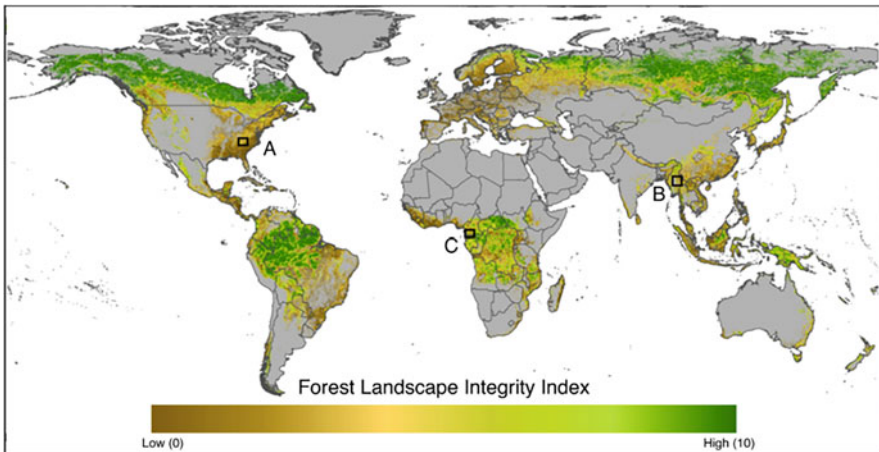 A
B
C
Forest Landscape Integrity Index
Low (0)
High (10)